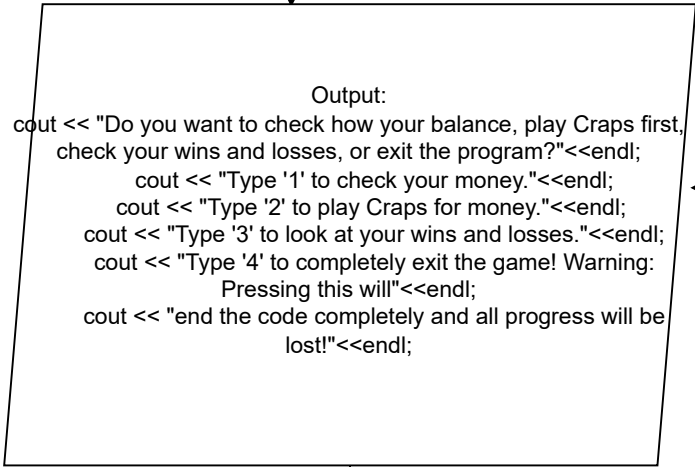 Output:
cout << "Do you want to check how your balance, play Craps first,
check your wins and losses, or exit the program?"<<endl;
cout << "Type '1' to check your money."<<endl;
cout << "Type '2' to play Craps for money."<<endl;
cout << "Type '3' to look at your wins and losses."<<endl;
cout << "Type '4' to completely exit the game! Warning:
Pressing this will"<<endl;
cout << "end the code completely and all progress will be
lost!"<<endl;